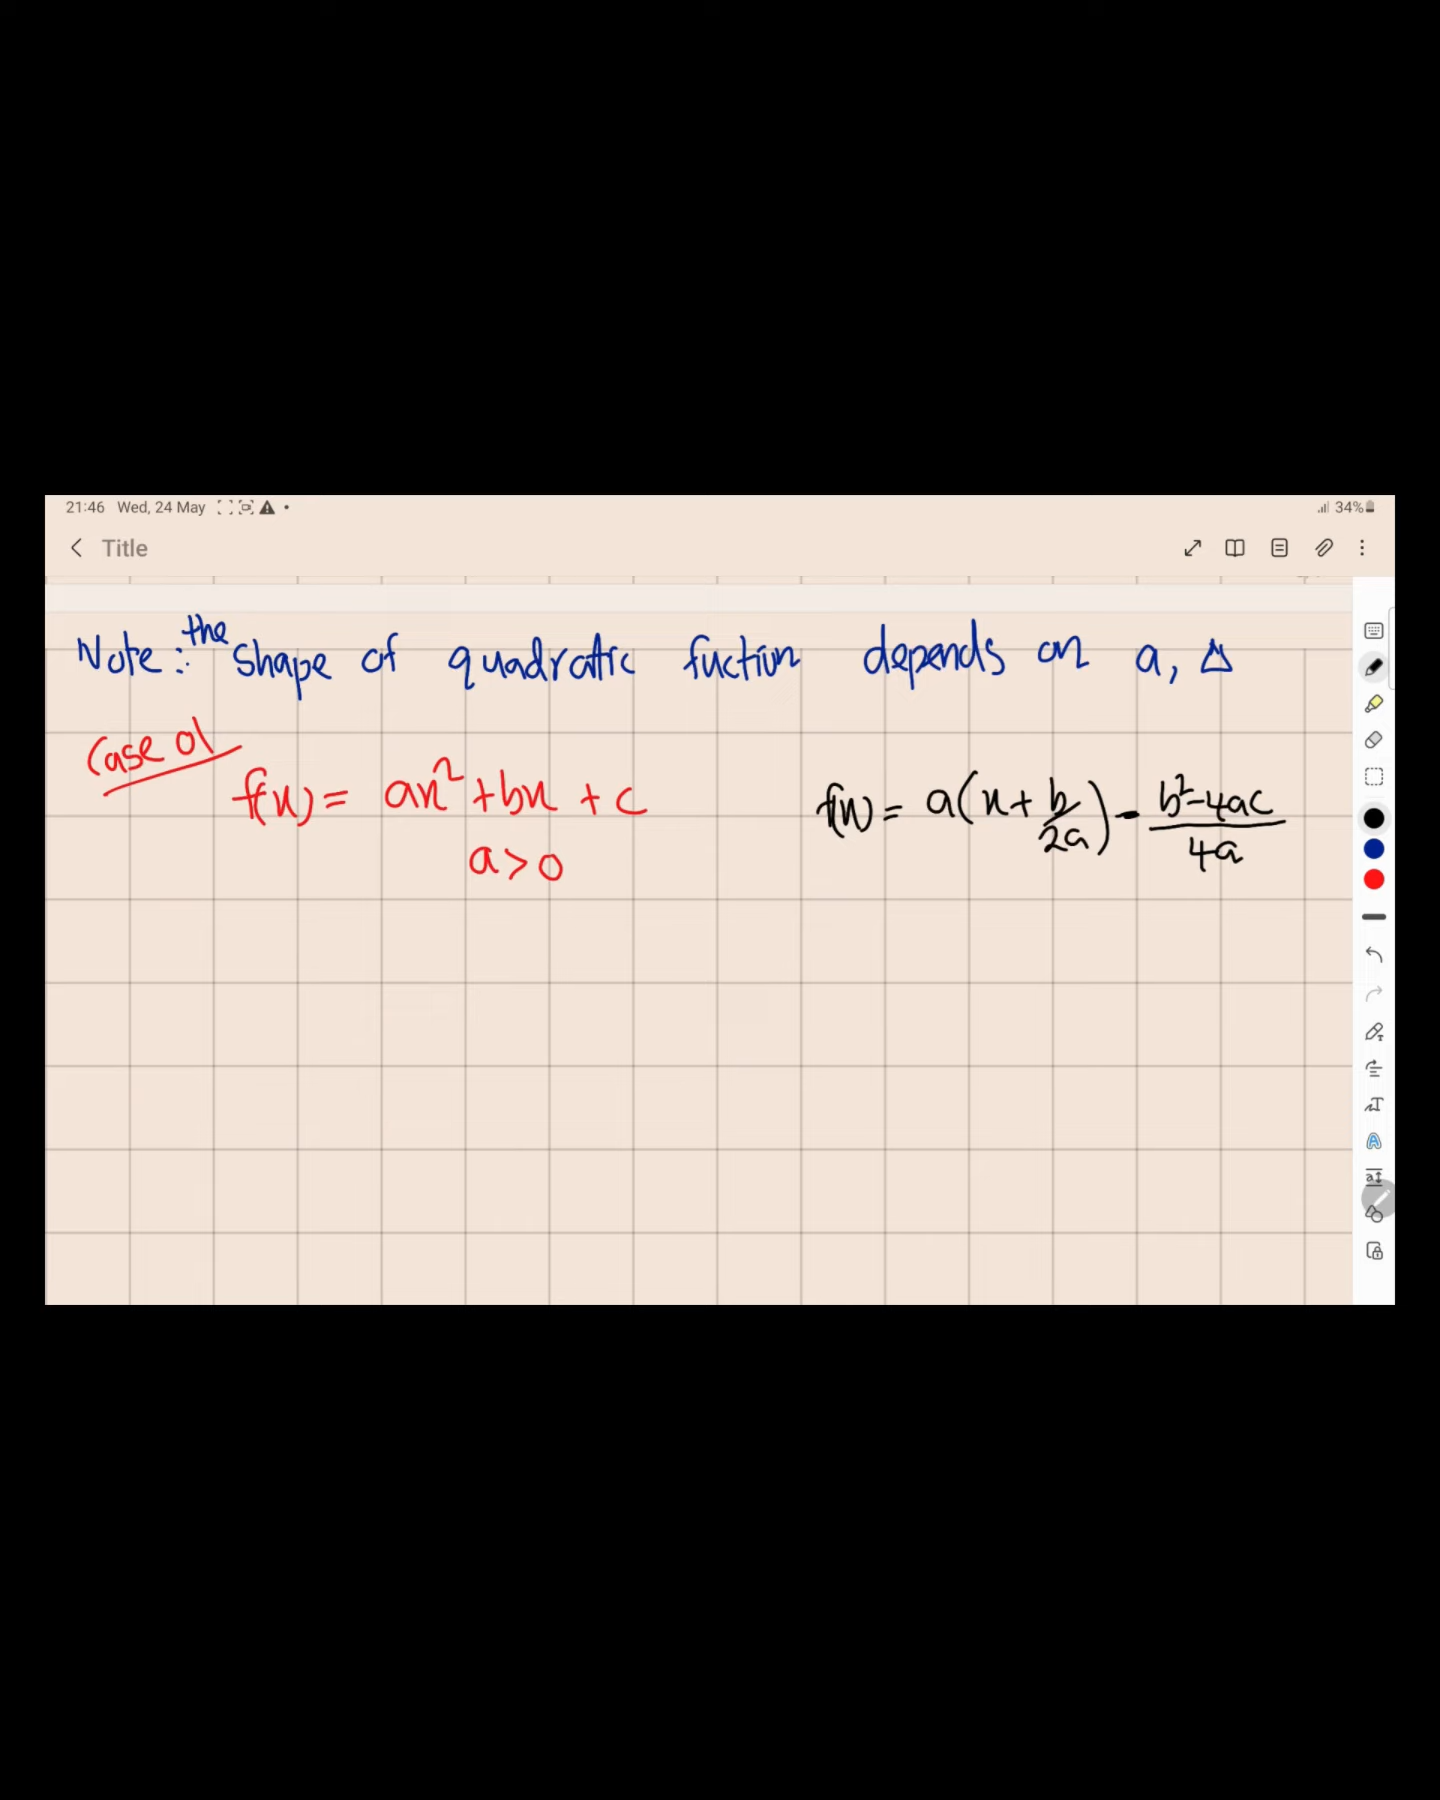 21:46 Wed, 24 May 34%
Title
Note: the shape of quadratic fuction depends on a, Δ
Case 01
f(x) = ax² + bx + c
a > 0
f(x) = a(x + b/2a) - b²-4ac/4a